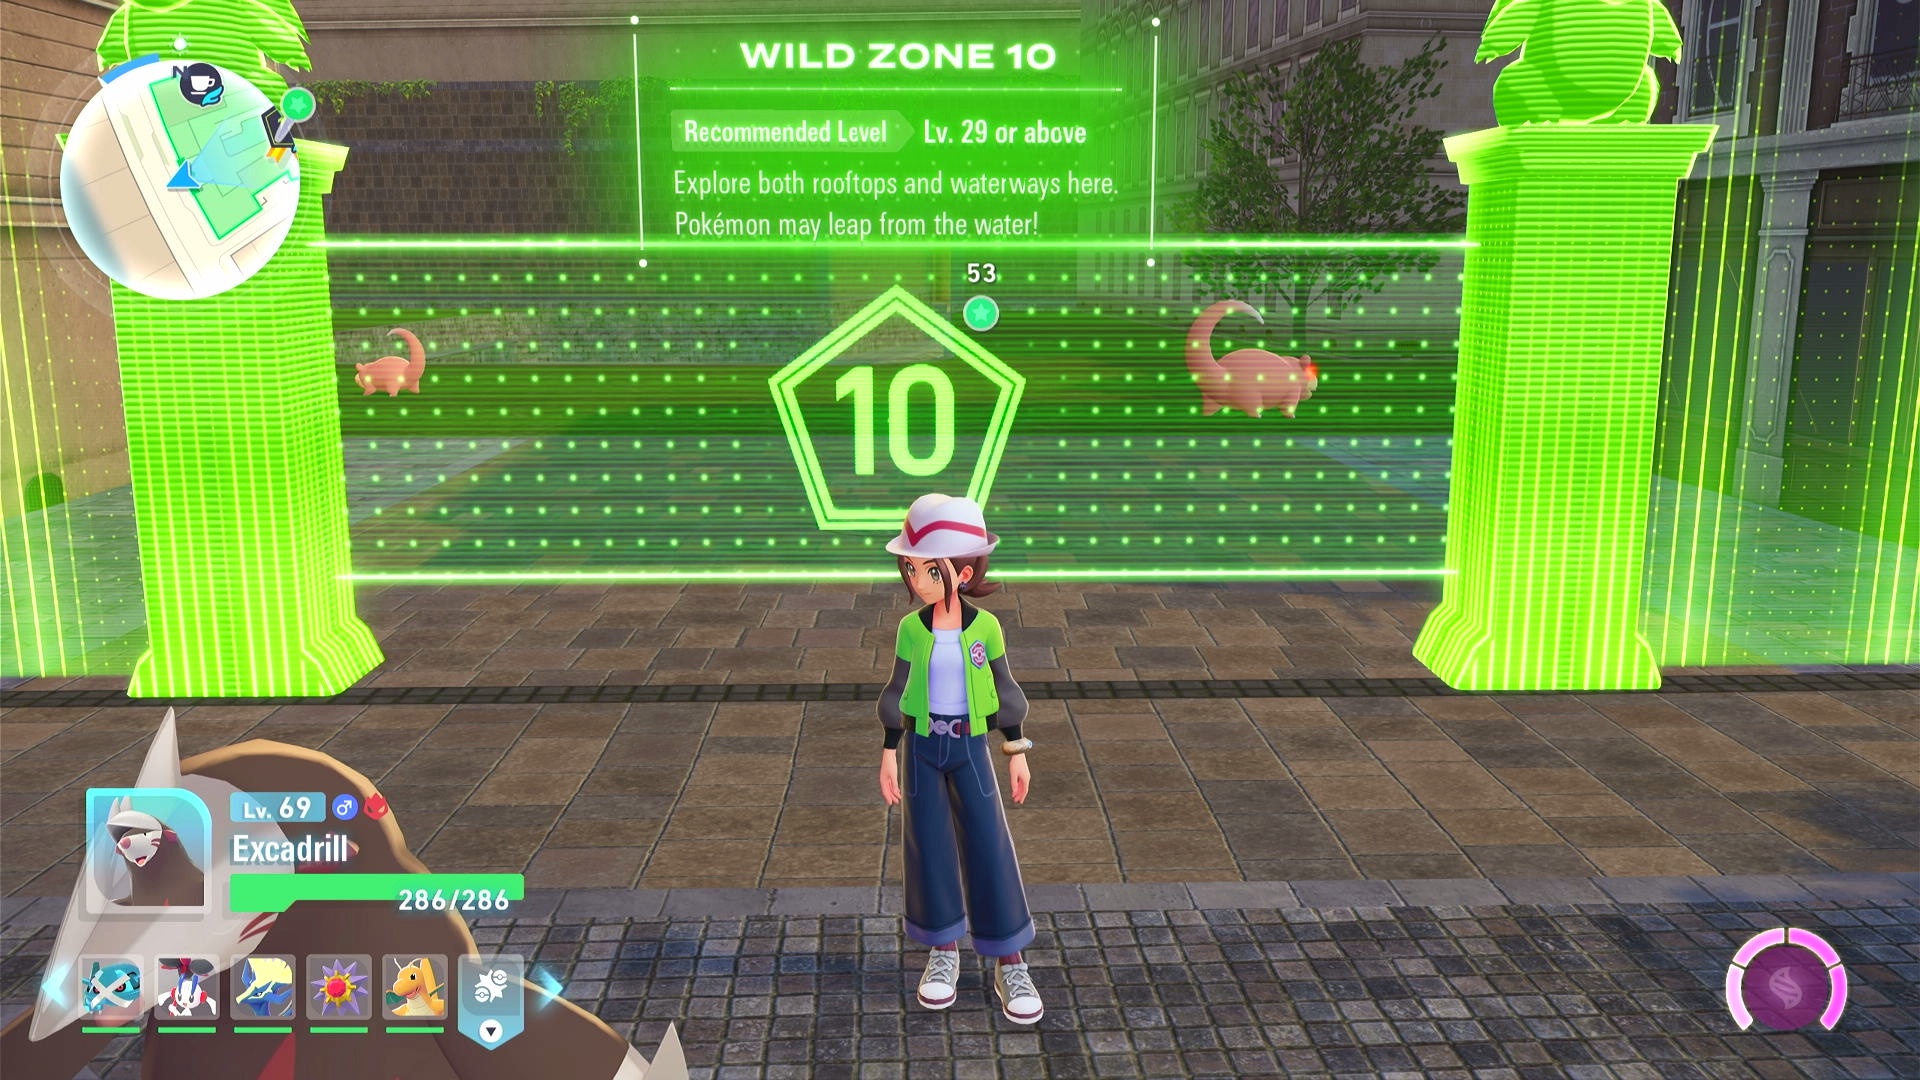 WILD ZONE 10
Recommended Level Lv. 29 or above
Explore both rooftops and waterways here.
Pokémon may leap from the water!
N
53
10
Lv. 69
Excadrill
286/286